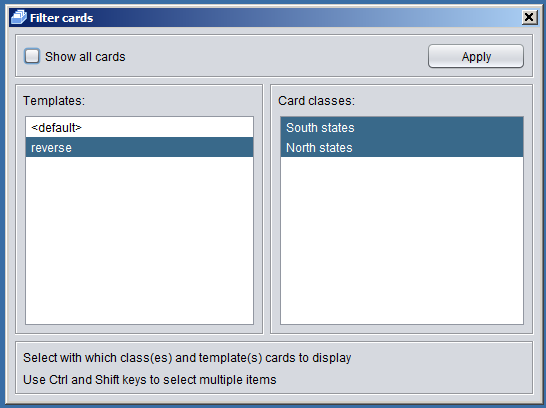 Filter cards
Show all cards
Apply
Templates:
<default>
reverse
Card classes:
South states
North states
Select with which class(es) and template(s) cards to display
Use Ctrl and Shift keys to select multiple items